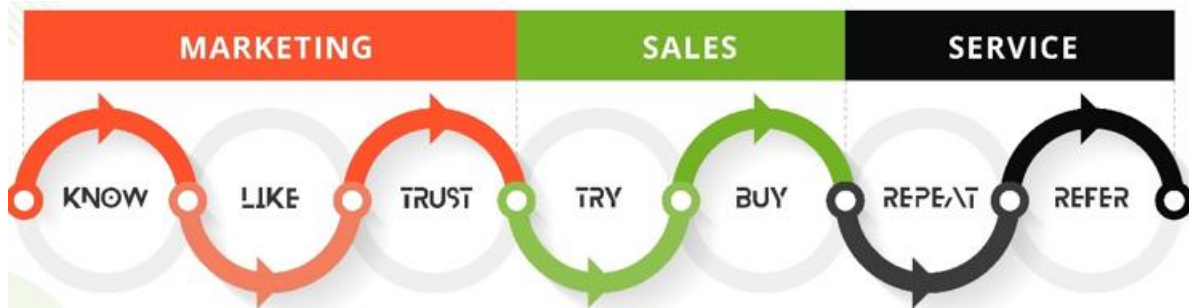 MARKETING SALES SERVICE
KNOW LIKE TRUST TRY BUY REPEAT REFER